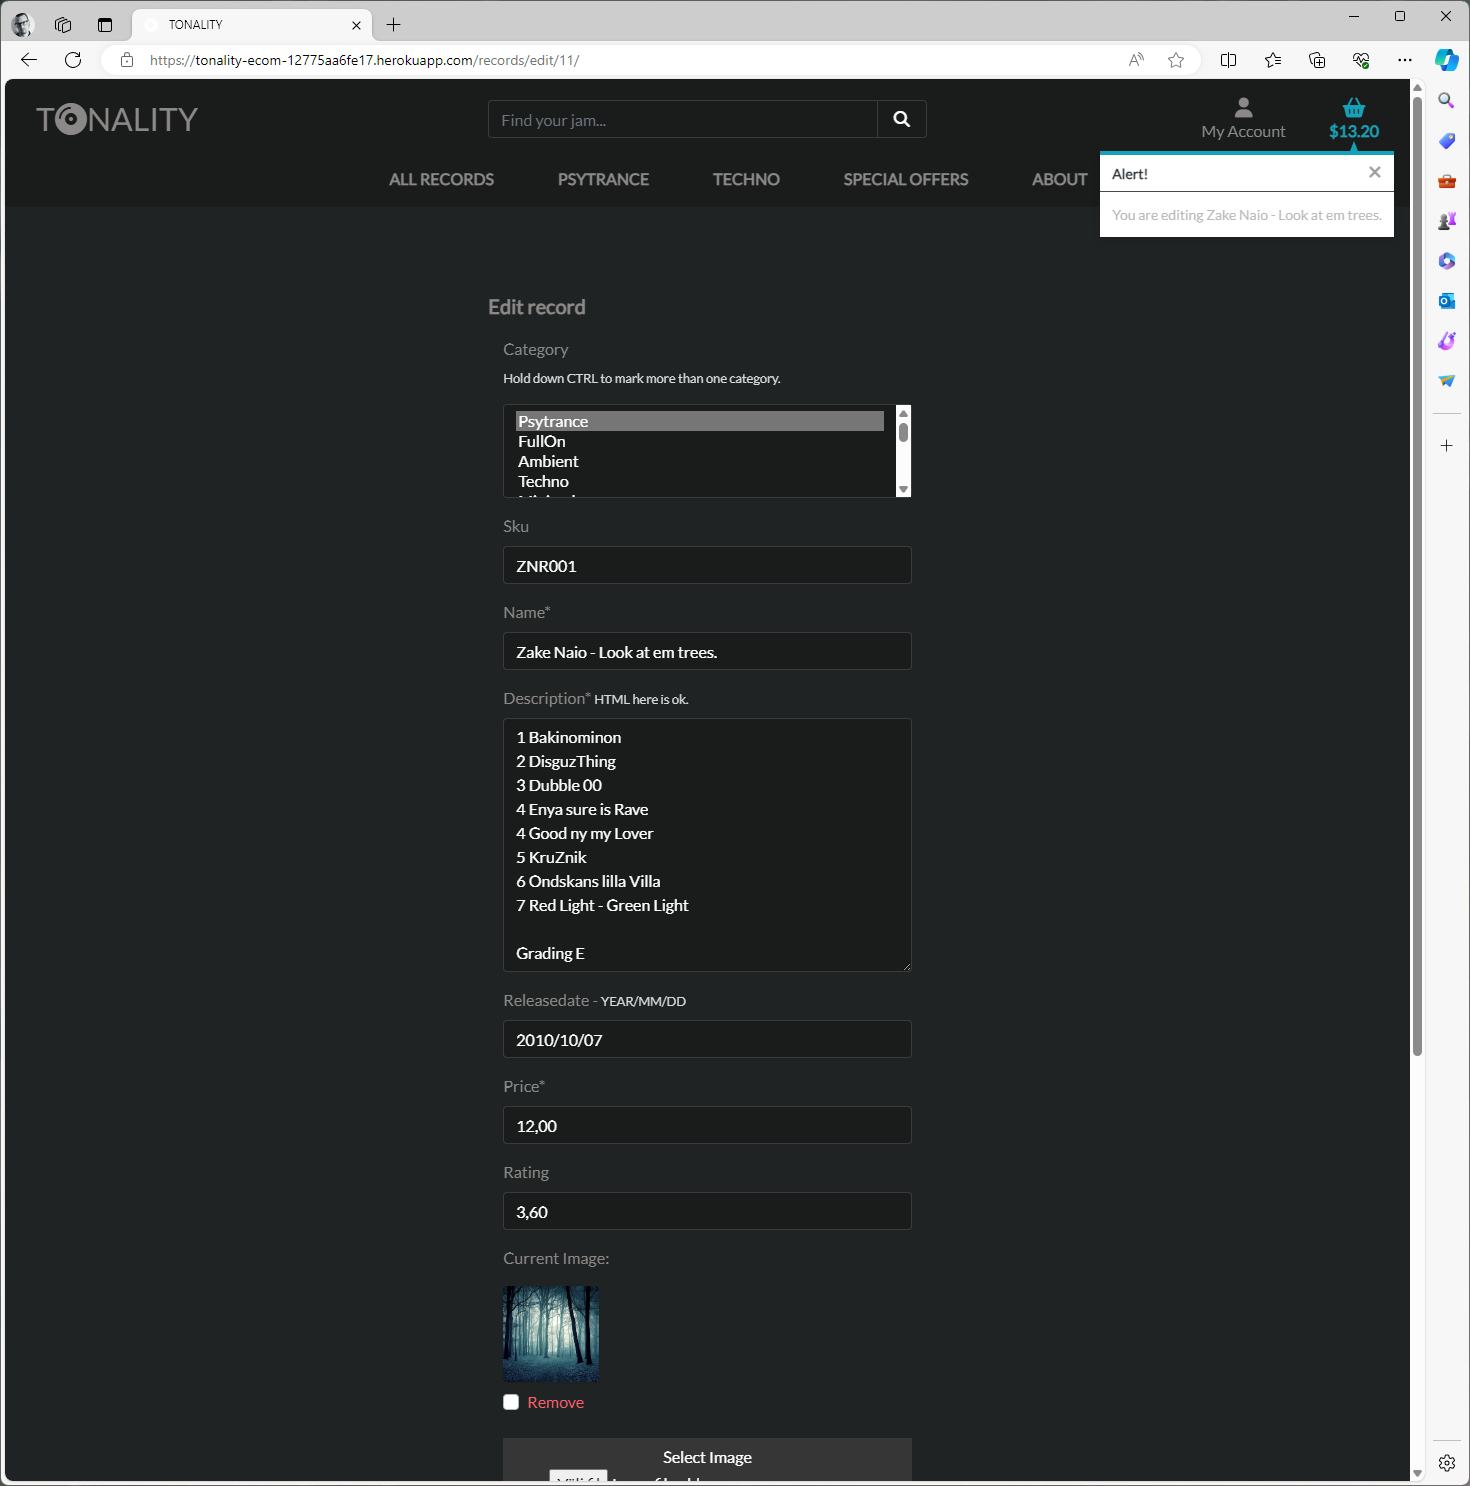 TONALITY
https://tonality-ecom-12775aa6fe17.herokuapp.com/records/edit/11/
TONALITY
Find your jam...
My Account
$13.20
ALL RECORDS
PSYTRANCE
TECHNO
SPECIAL OFFERS
ABOUT
Alert!
You are editing Zake Naio - Look at em trees.
Edit record
Category
Hold down CTRL to mark more than one category.
Psytrance
FullOn
Ambient
Techno
Sku
ZNR001
Name*
Zake Naio - Look at em trees.
Description* HTML here is ok.
1 Bakinominon
2 DisguzThing
3 Dubble 00
4 Enya sure is Rave
4 Good ny my Lover
5 KruZnik
6 Ondskans lilla Villa
7 Red Light - Green Light
Grading E
Releasedate - YEAR/MM/DD
2010/10/07
Price*
12,00
Rating
3,60
Current Image:
Remove
Select Image